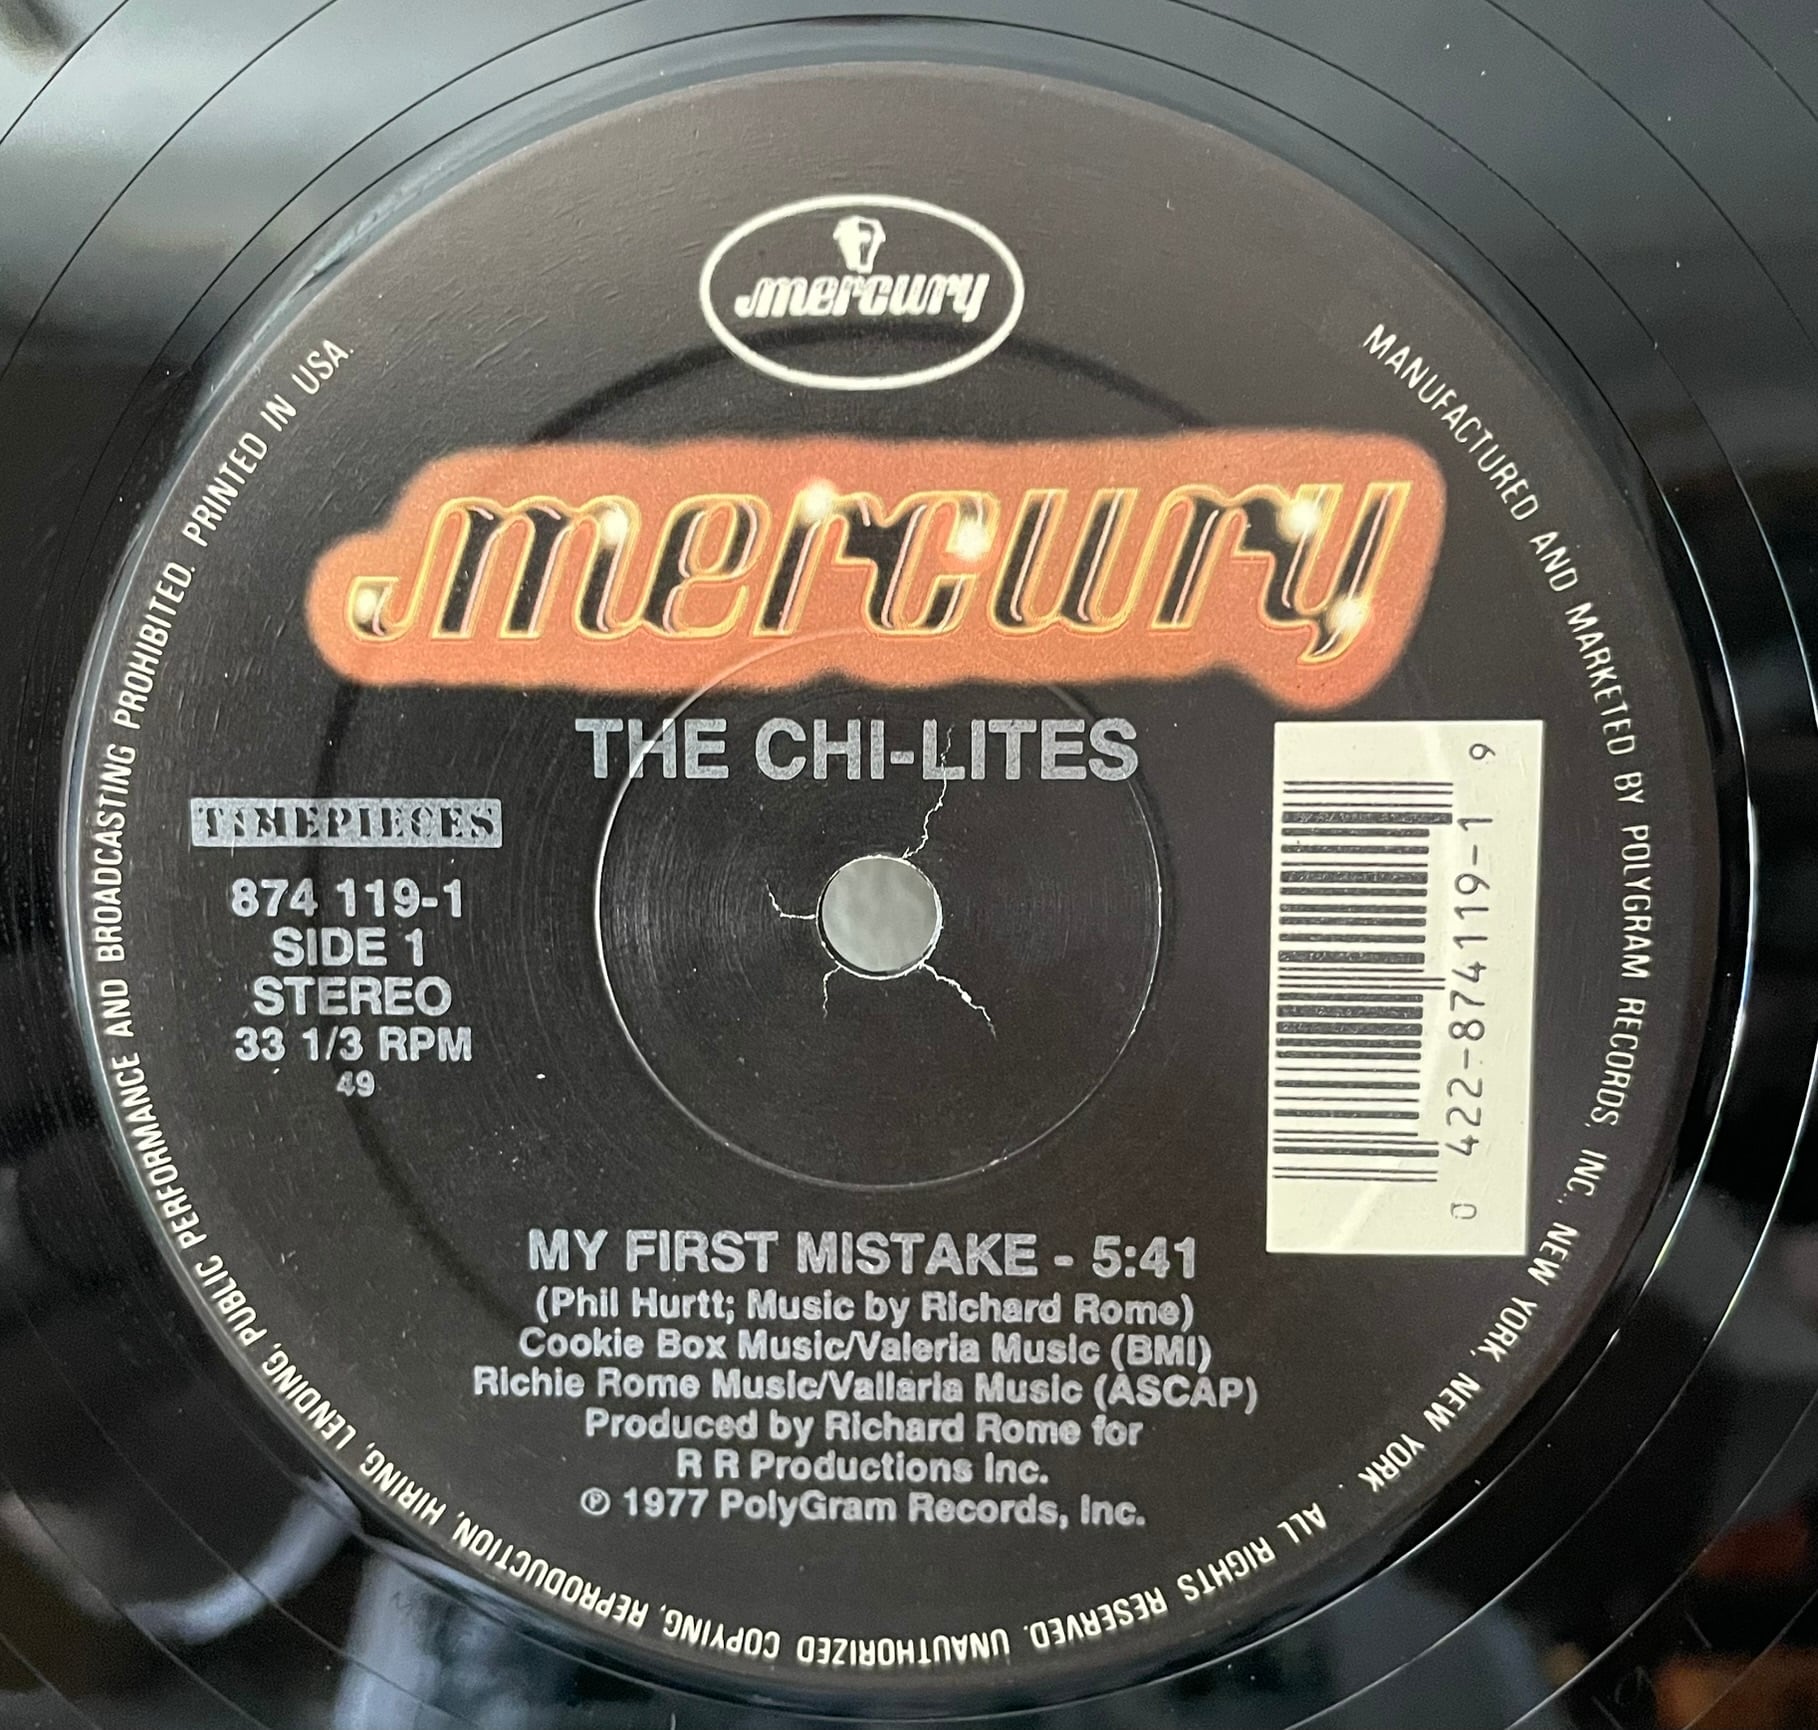 mercury
mercury
THE CHI-LITES
TIMEPIECES
874 119-1
SIDE 1
STEREO
33 1/3 RPM
49
0 422-874119-1 9
MY FIRST MISTAKE - 5:41
(Phil Hurtt; Music by Richard Rome)
Cookie Box Music/Valeria Music (BMI)
Richie Rome Music/Vallaria Music (ASCAP)
Produced by Richard Rome for
R R Productions Inc.
℗ 1977 PolyGram Records, Inc.
MANUFACTURED AND MARKETED BY POLYGRAM RECORDS, INC., NEW YORK, NEW YORK . ALL RIGHTS RESERVED. UNAUTHORIZED COPYING, REPRODUCTION, HIRING, LENDING, PUBLIC PERFORMANCE AND BROADCASTING PROHIBITED. PRINTED IN USA.